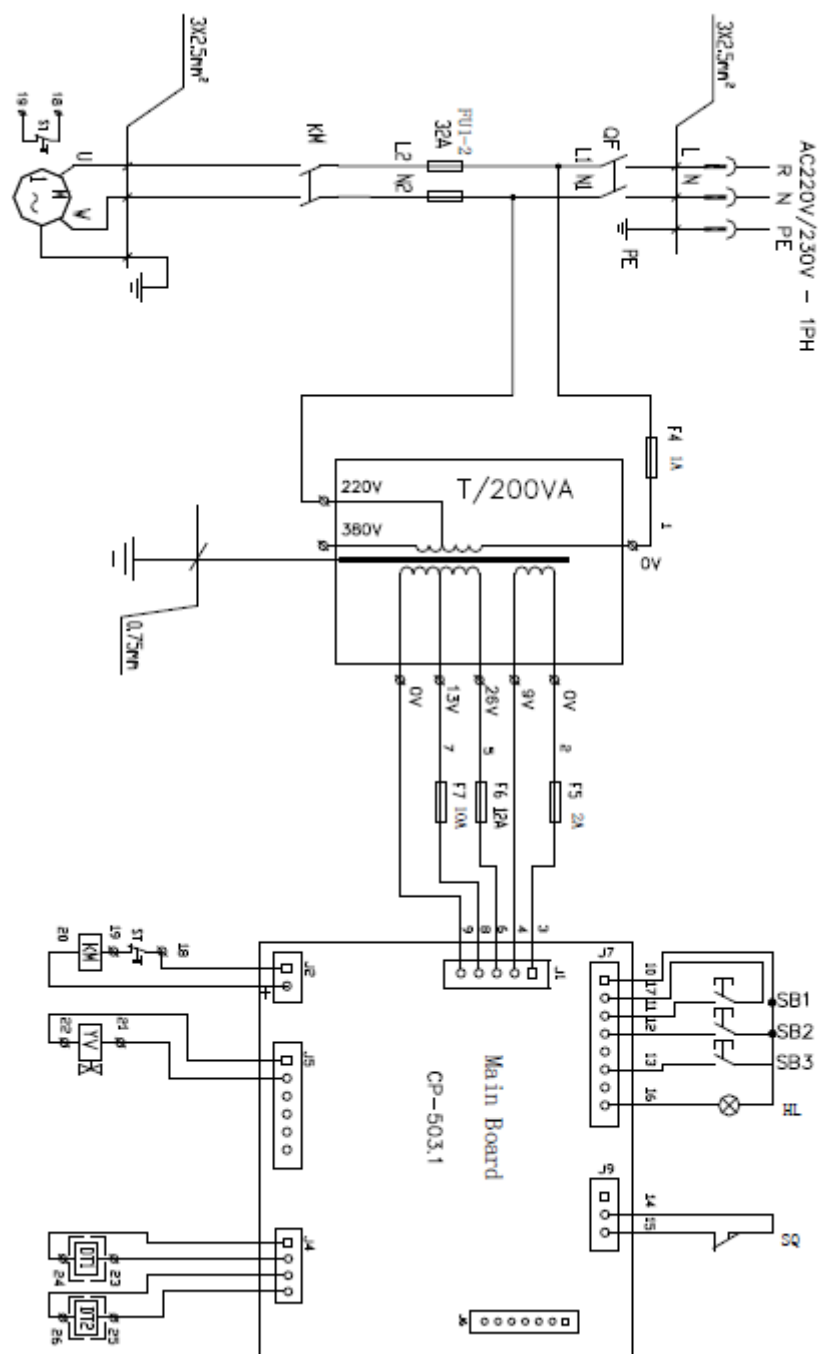 AC220V/230V - 1PH
R
N
PE
L
N
3X2.5mm²
QF
L1
N1
PE
FU1-2
32A
L2
N2
KM
3X2.5mm²
U
V
M
1 ~
18
19
F4 1A
1
T/200VA
220V
380V
0V
0.75mm
0V
13V
26V
9V
0V
7
5
2
F7 10A
F6 12A
F5 2A
9
8
6
4
3
J1
J2
+
18
19
20
KM
J5
21
22
YV
J4
DT1
23
24
DT2
25
26
Main Board
CP-503.1
J7
10
17
11
12
13
16
SB1
SB2
SB3
HL
J9
14
15
SQ
J6